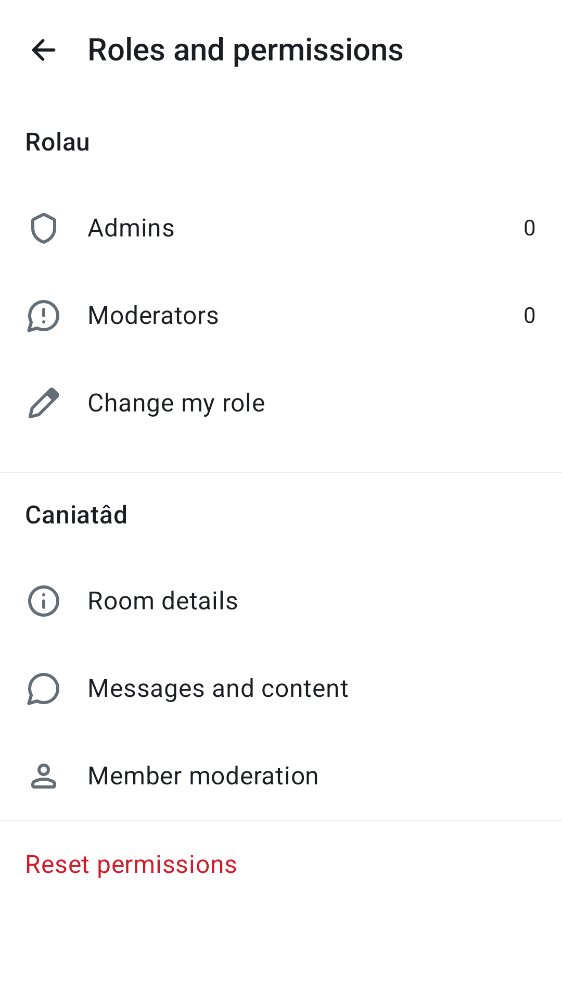 Roles and permissions
Rolau
Admins 0
Moderators 0
Change my role
Caniatâd
Room details
Messages and content
Member moderation
Reset permissions